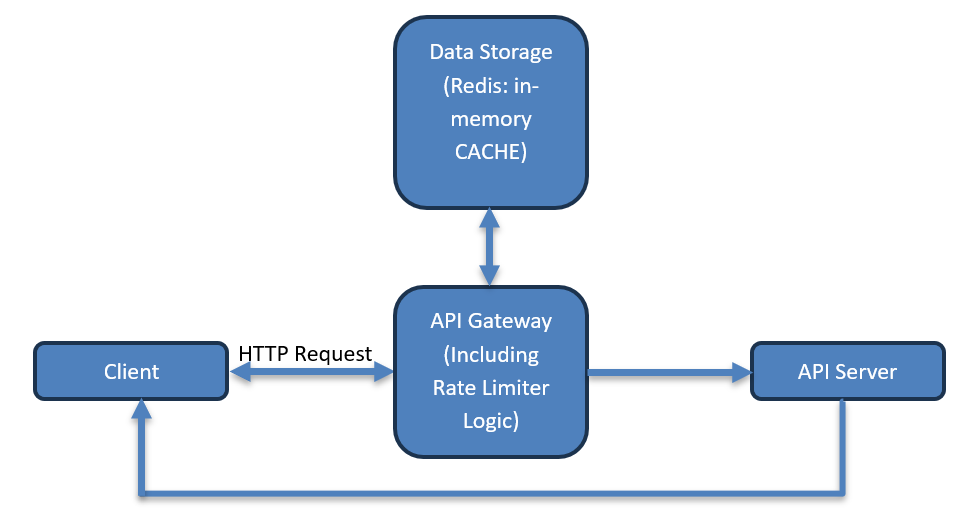 Data Storage
(Redis: in-
memory
CACHE)
API Gateway
(Including
Rate Limiter
Logic)
HTTP Request
Client
API Server